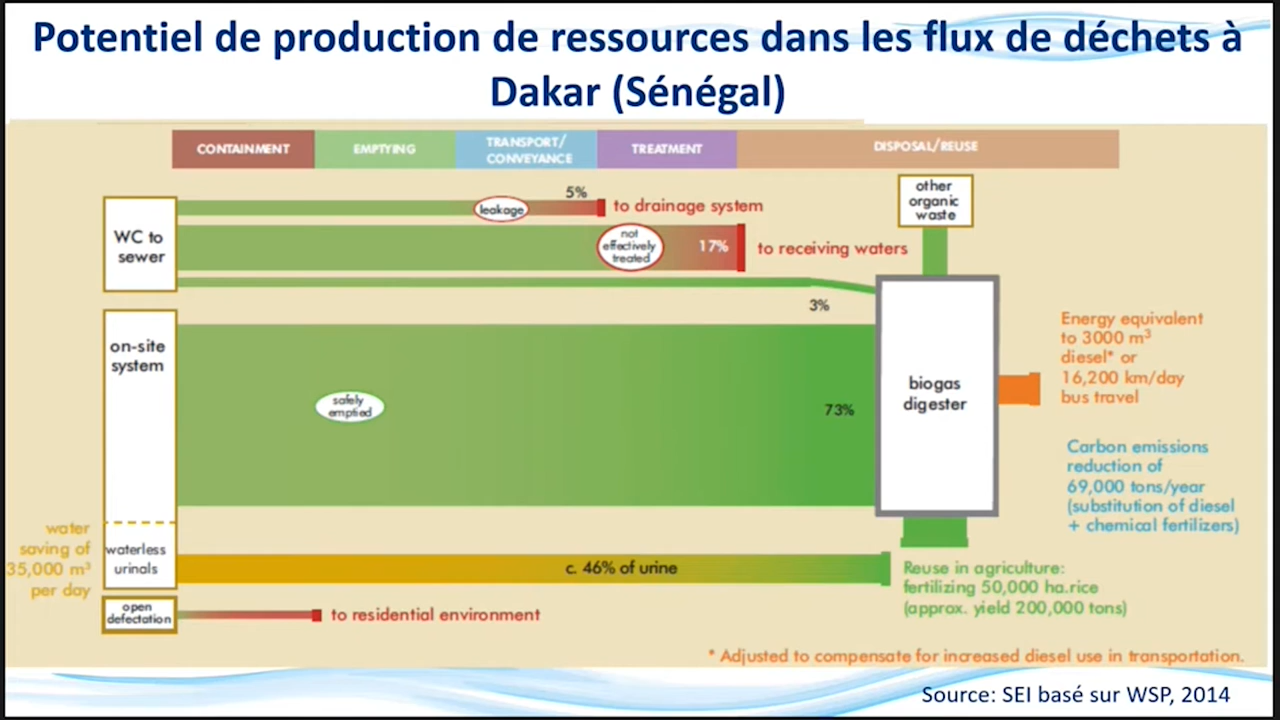 Potentiel de production de ressources dans les flux de déchets à
Dakar (Sénégal)
CONTAINMENT
EMPTYING
TRANSPORT/
CONVEYANCE
TREATMENT
DISPOSAL/REUSE
WC to
sewer
leakage
5%
to drainage system
not
effectively
treated
17%
to receiving waters
3%
other
organic
waste
on-site
system
safely
emptied
73%
biogas
digester
Energy equivalent
to 3000 m³
diesel* or
16,200 km/day
bus travel
Carbon emissions
reduction of
69,000 tons/year
(substitution of diesel
+ chemical fertilizers)
water
saving of
35,000 m³
per day
waterless
urinals
c. 46% of urine
Reuse in agriculture:
fertilizing 50,000 ha.rice
(approx. yield 200,000 tons)
open
defectation
to residential environment
* Adjusted to compensate for increased diesel use in transportation.
Source: SEI basé sur WSP, 2014